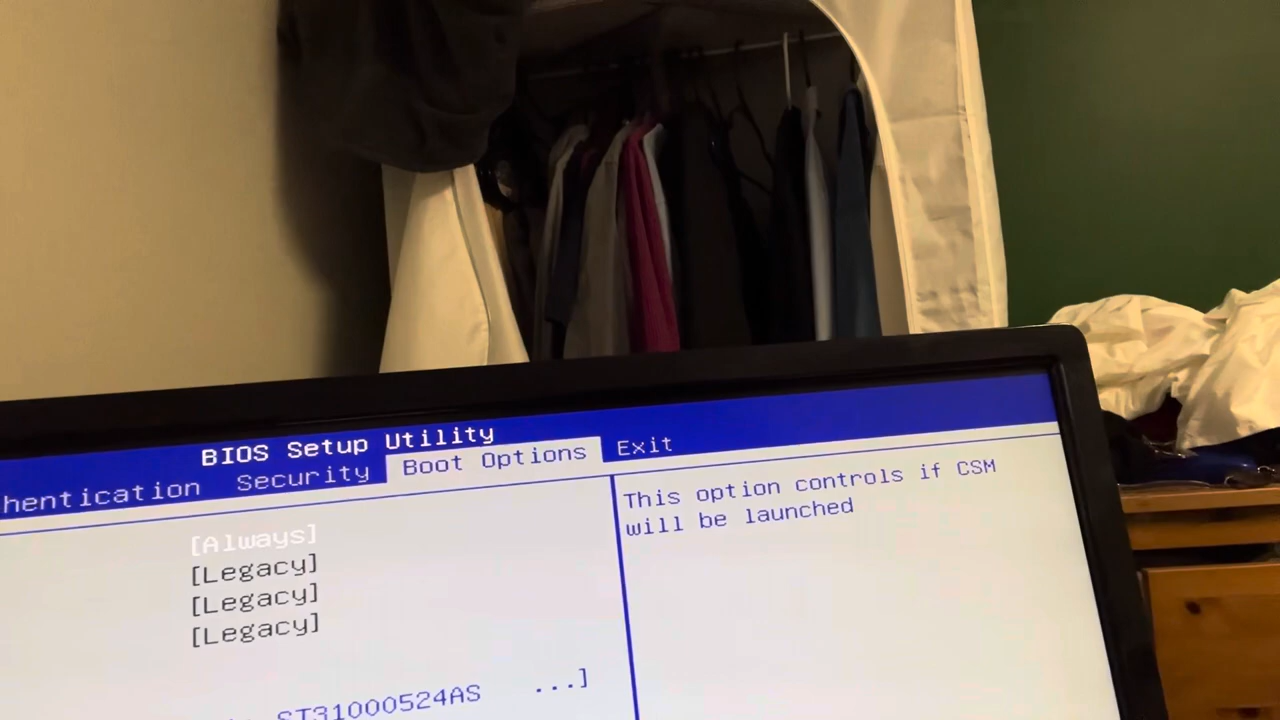 BIOS Setup Utility
hentication Security Boot Options Exit
[Always]
[Legacy]
[Legacy]
[Legacy]
ST31000524AS ...]
This option controls if CSM
will be launched